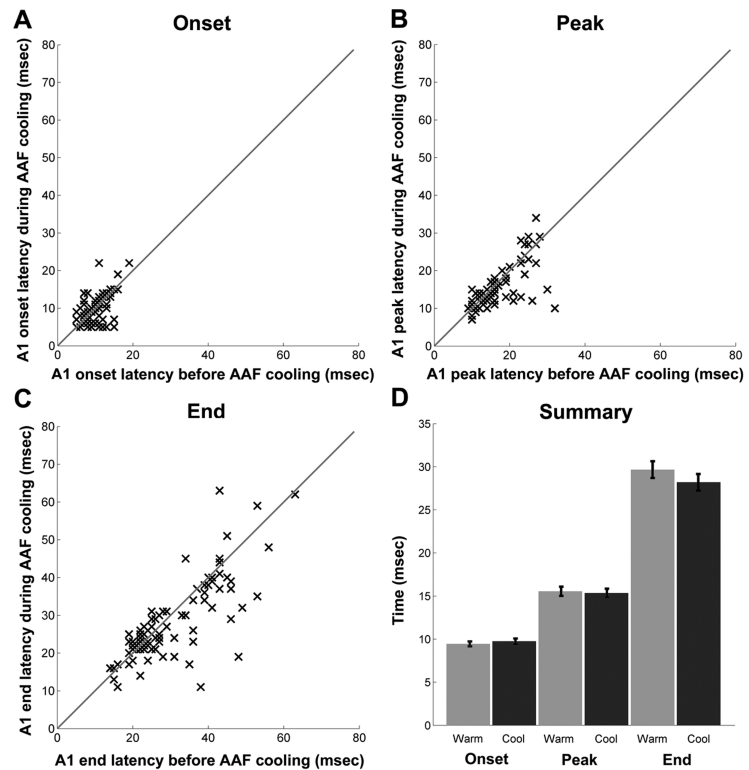 A
Onset
A1 onset latency during AAF cooling (msec)
80
70
60
50
40
30
20
10
0
0 20 40 60 80
A1 onset latency before AAF cooling (msec)
B
Peak
A1 peak latency during AAF cooling (msec)
80
70
60
50
40
30
20
10
0
0 20 40 60 80
A1 peak latency before AAF cooling (msec)
C
End
A1 end latency during AAF cooling (msec)
80
70
60
50
40
30
20
10
0
0 20 40 60 80
A1 end latency before AAF cooling (msec)
D
Summary
Time (msec)
35
30
25
20
15
10
5
0
Warm Cool Warm Cool Warm Cool
Onset Peak End